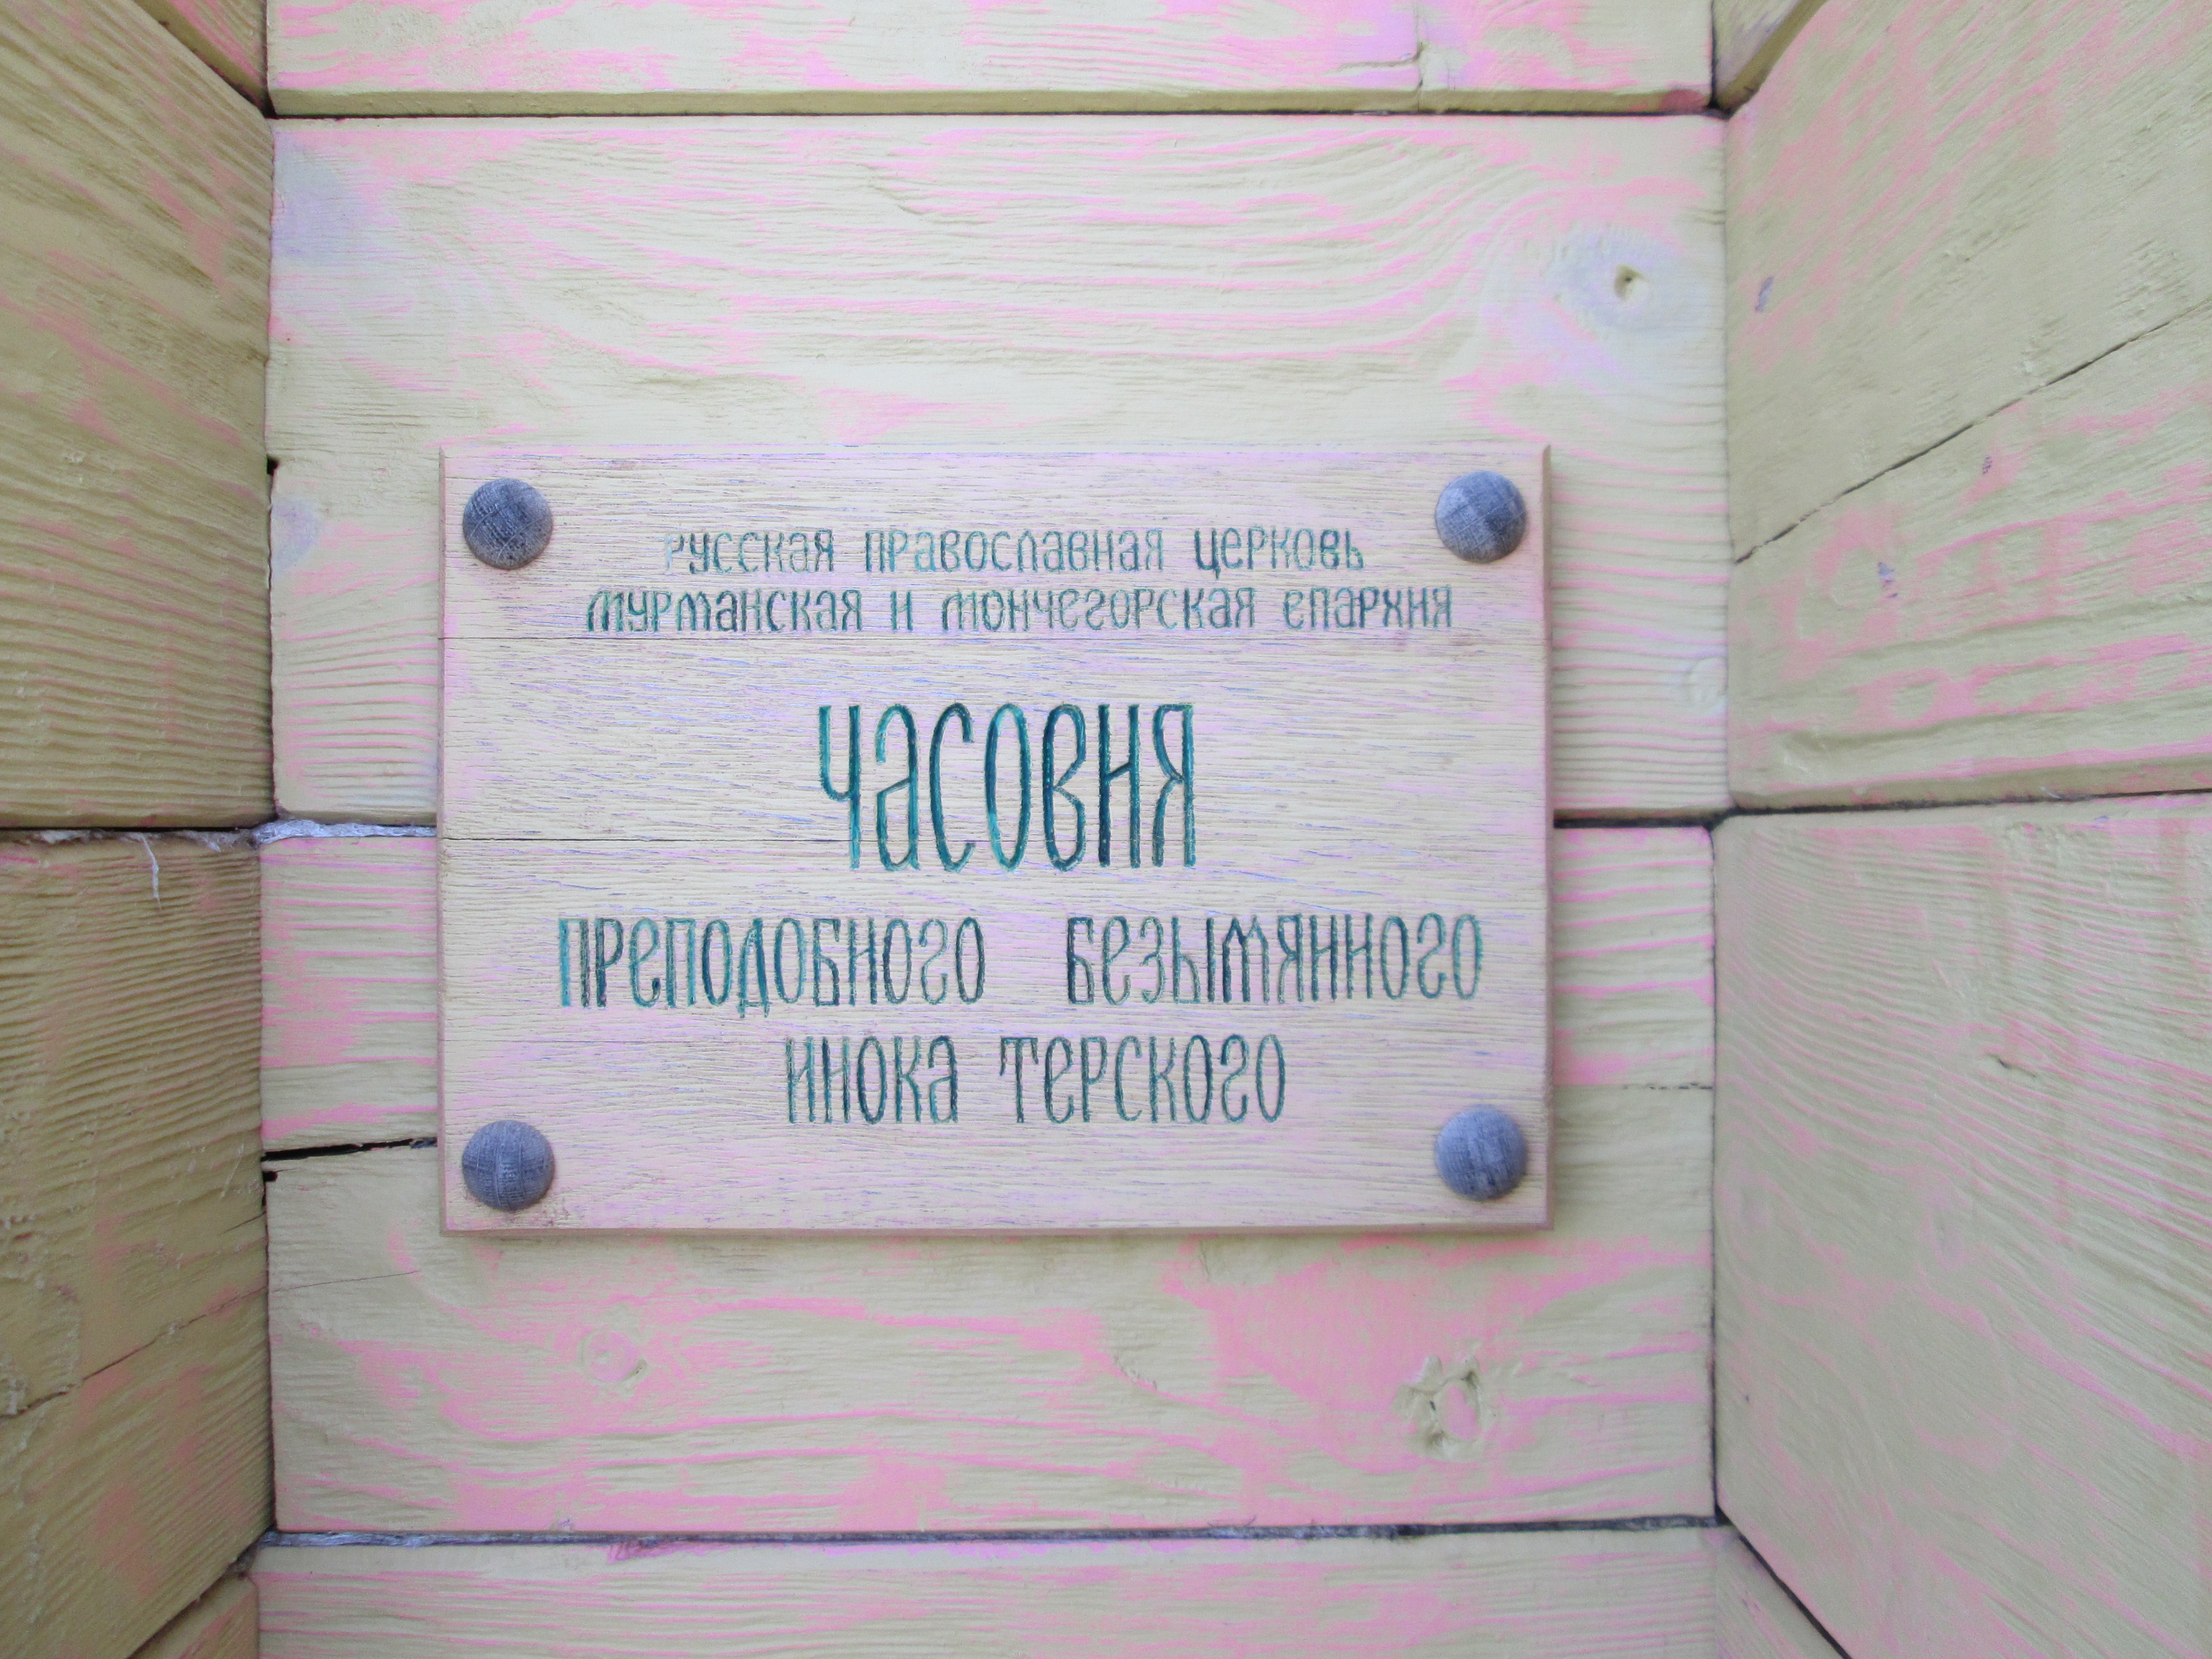 Русская Православная Церковь
Мурманская и Мончегорская епархия
ЧАСОВНЯ
преподобного безымянного
инока Терского